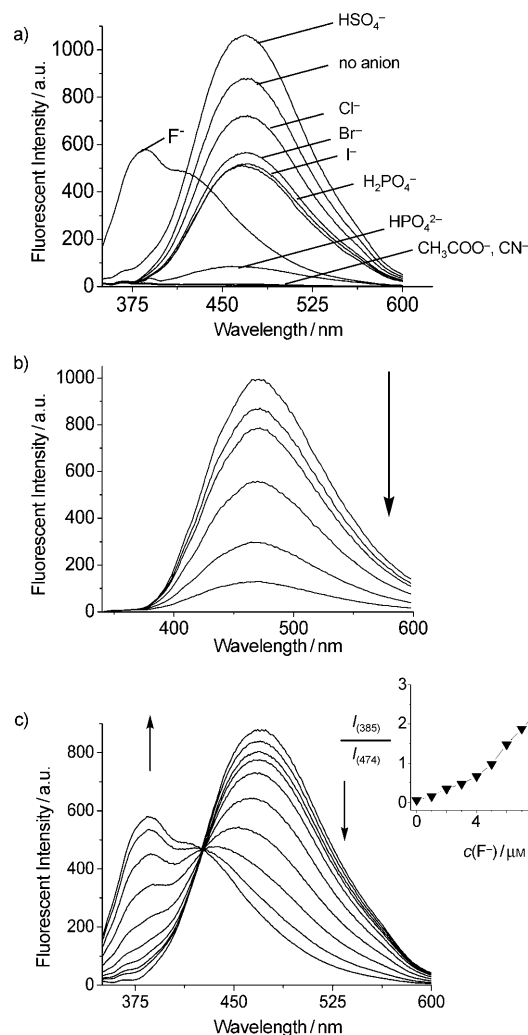 a)
Fluorescent Intensity / a.u.
1000
800
600
400
200
0
375
450
525
600
Wavelength / nm
HSO₄⁻
no anion
Cl⁻
Br⁻
I⁻
H₂PO₄⁻
HPO₄²⁻
CH₃COO⁻, CN⁻
F⁻
b)
Fluorescent Intensity / a.u.
1000
800
600
400
200
0
400
500
600
Wavelength / nm
c)
Fluorescent Intensity / a.u.
800
600
400
200
0
375
450
600
Wavelength / nm
I(385)
I(474)
3
2
1
0
0
4
c(F⁻) / μM